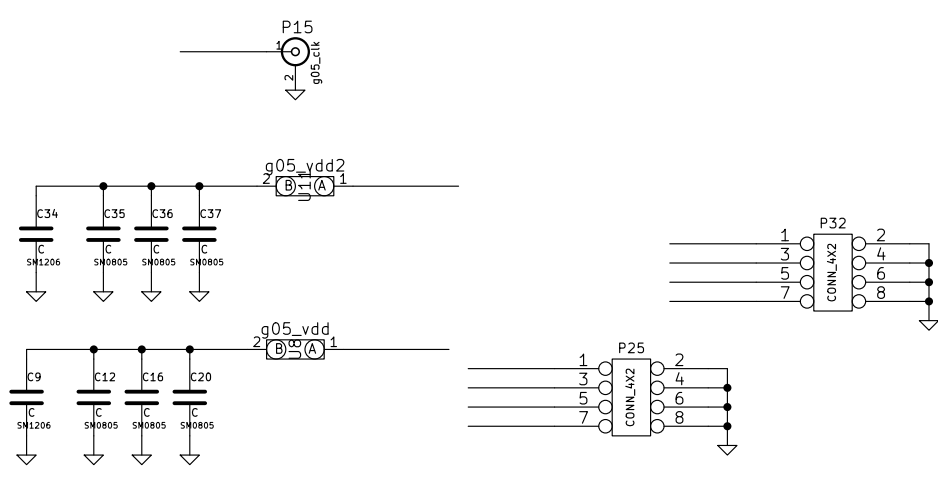 P15
1
g05_clk
2
g05_vdd2
2 B U11 A 1
C34 C35 C36 C37
C C C C
SM1206 SM0805 SM0805 SM0805
P32
1 2
3 4
5 6
7 8
CONN_4X2
g05_vdd
2 B U8 A 1
C9 C12 C16 C20
C C C C
SM1206 SM0805 SM0805 SM0805
P25
1 2
3 4
5 6
7 8
CONN_4X2